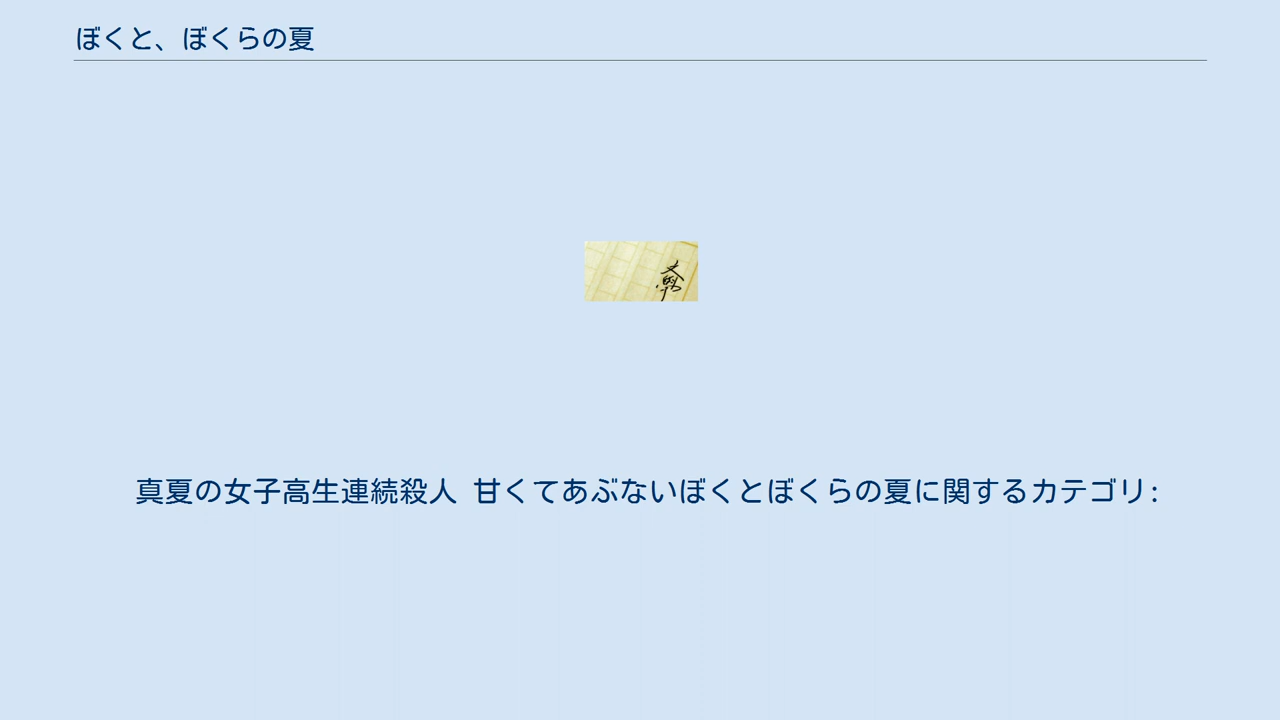 ぼくと、ぼくらの夏
真夏の女子高生連続殺人 甘くてあぶないぼくとぼくらの夏に関するカテゴリ: